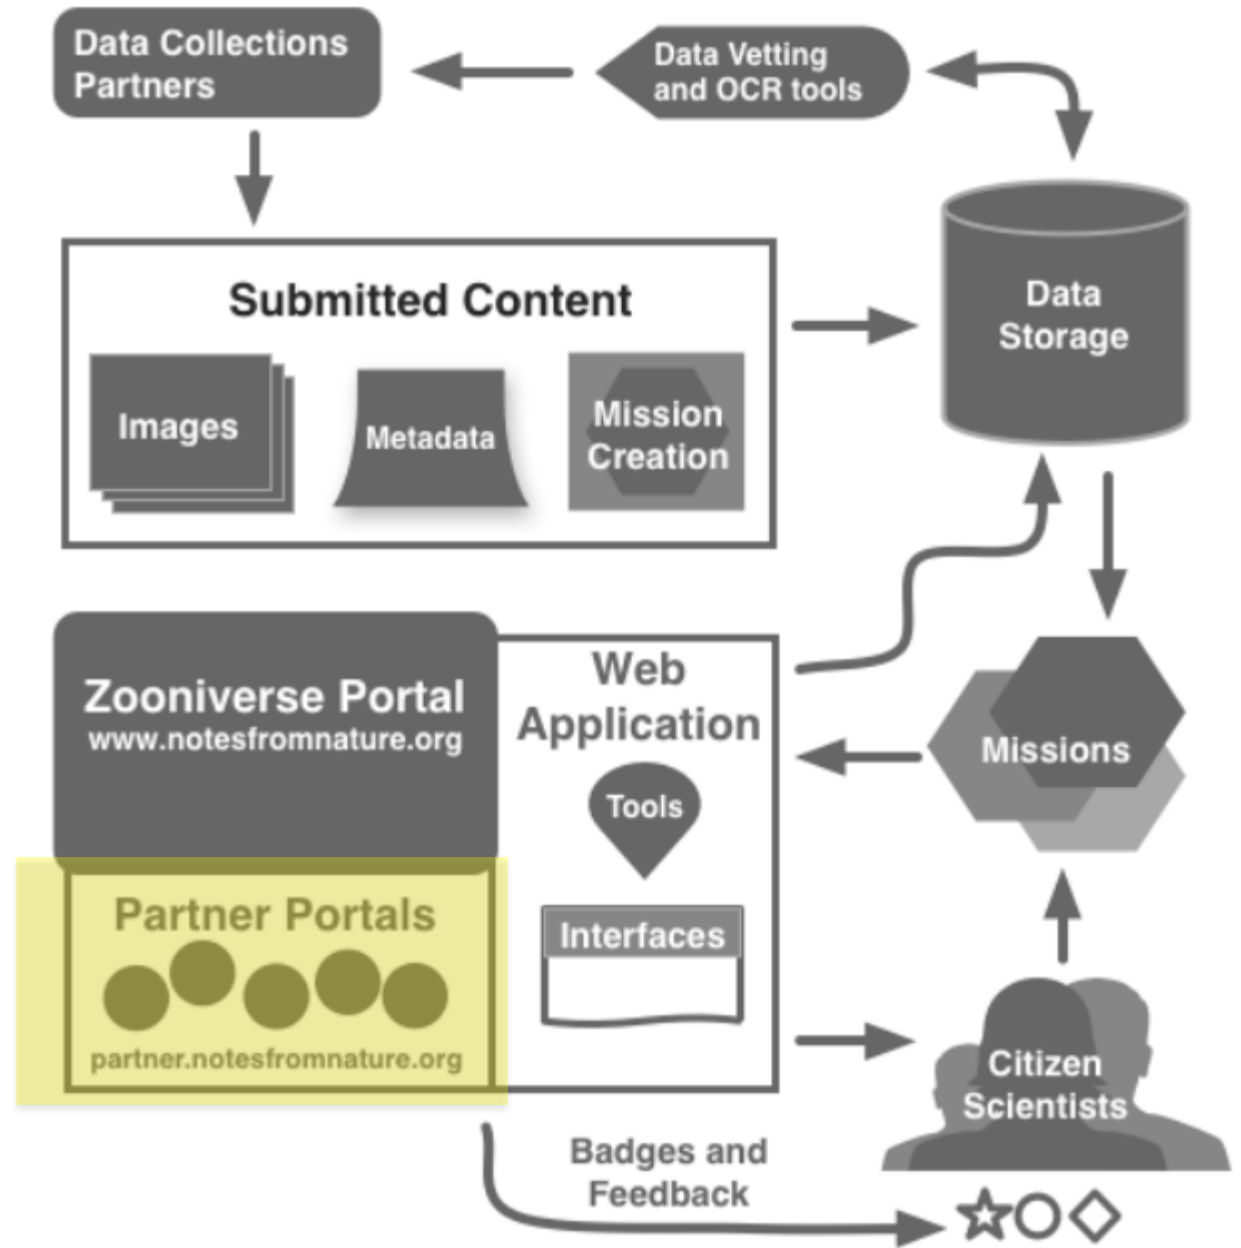 Data Collections
Partners
Data Vetting
and OCR tools
Submitted Content
Images
Metadata
Mission
Creation
Data
Storage
Zooniverse Portal
www.notesfromnature.org
Web
Application
Tools
Interfaces
Missions
Partner Portals
partner.notesfromnature.org
Citizen
Scientists
Badges and
Feedback